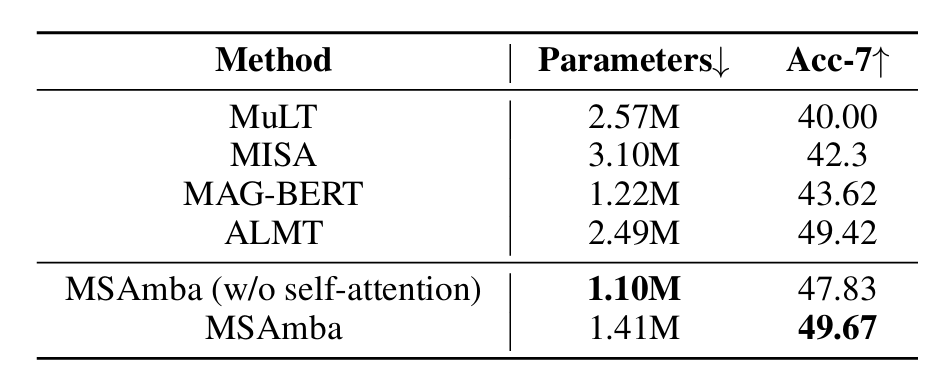 Method Parameters↓ Acc-7↑
MuLT 2.57M 40.00
MISA 3.10M 42.3
MAG-BERT 1.22M 43.62
ALMT 2.49M 49.42
MSAmba (w/o self-attention) 1.10M 47.83
MSAmba 1.41M 49.67